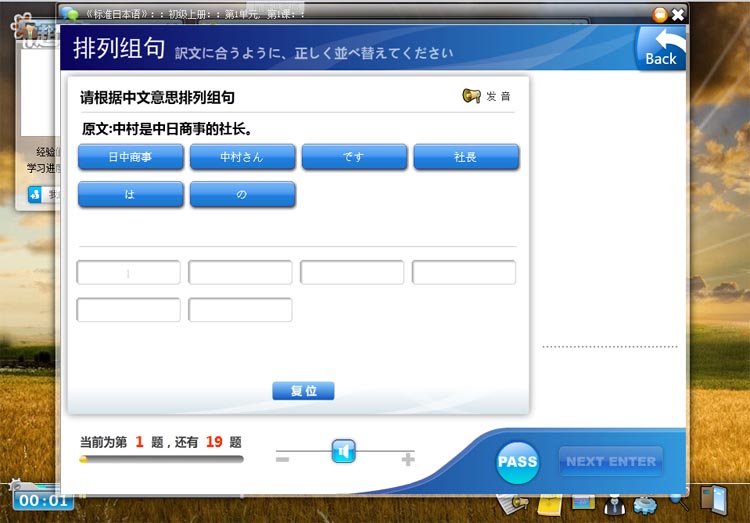 《标准日本语》：：初级上册：：第1单元，第1课：：
排列组句 訳文に合うように、正しく並べ替えてください
Back
请根据中文意思排列组句
发 音
原文:中村是中日商事的社长。
日中商事 中村さん です 社長
は の
复 位
当前为第 1 题，还有 19 题
PASS
NEXT ENTER
学习进度
00:01